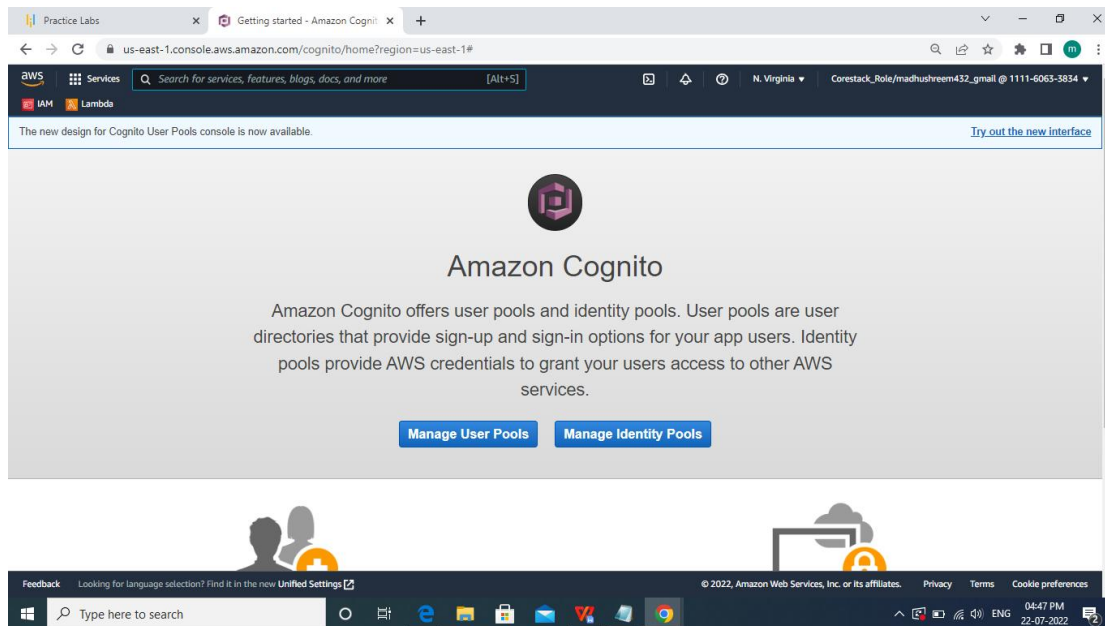 Practice Labs
Getting started - Amazon Cognit
us-east-1.console.aws.amazon.com/cognito/home?region=us-east-1#
aws
Services
Search for services, features, blogs, docs, and more
[Alt+S]
N. Virginia
Corestack_Role/madhushreem432_gmail @ 1111-6063-3834
IAM
Lambda
The new design for Cognito User Pools console is now available.
Try out the new interface
Amazon Cognito
Amazon Cognito offers user pools and identity pools. User pools are user
directories that provide sign-up and sign-in options for your app users. Identity
pools provide AWS credentials to grant your users access to other AWS
services.
Manage User Pools
Manage Identity Pools
Feedback
Looking for language selection? Find it in the new Unified Settings
© 2022, Amazon Web Services, Inc. or its affiliates.
Privacy
Terms
Cookie preferences
Type here to search
ENG
04:47 PM
22-07-2022
2
m